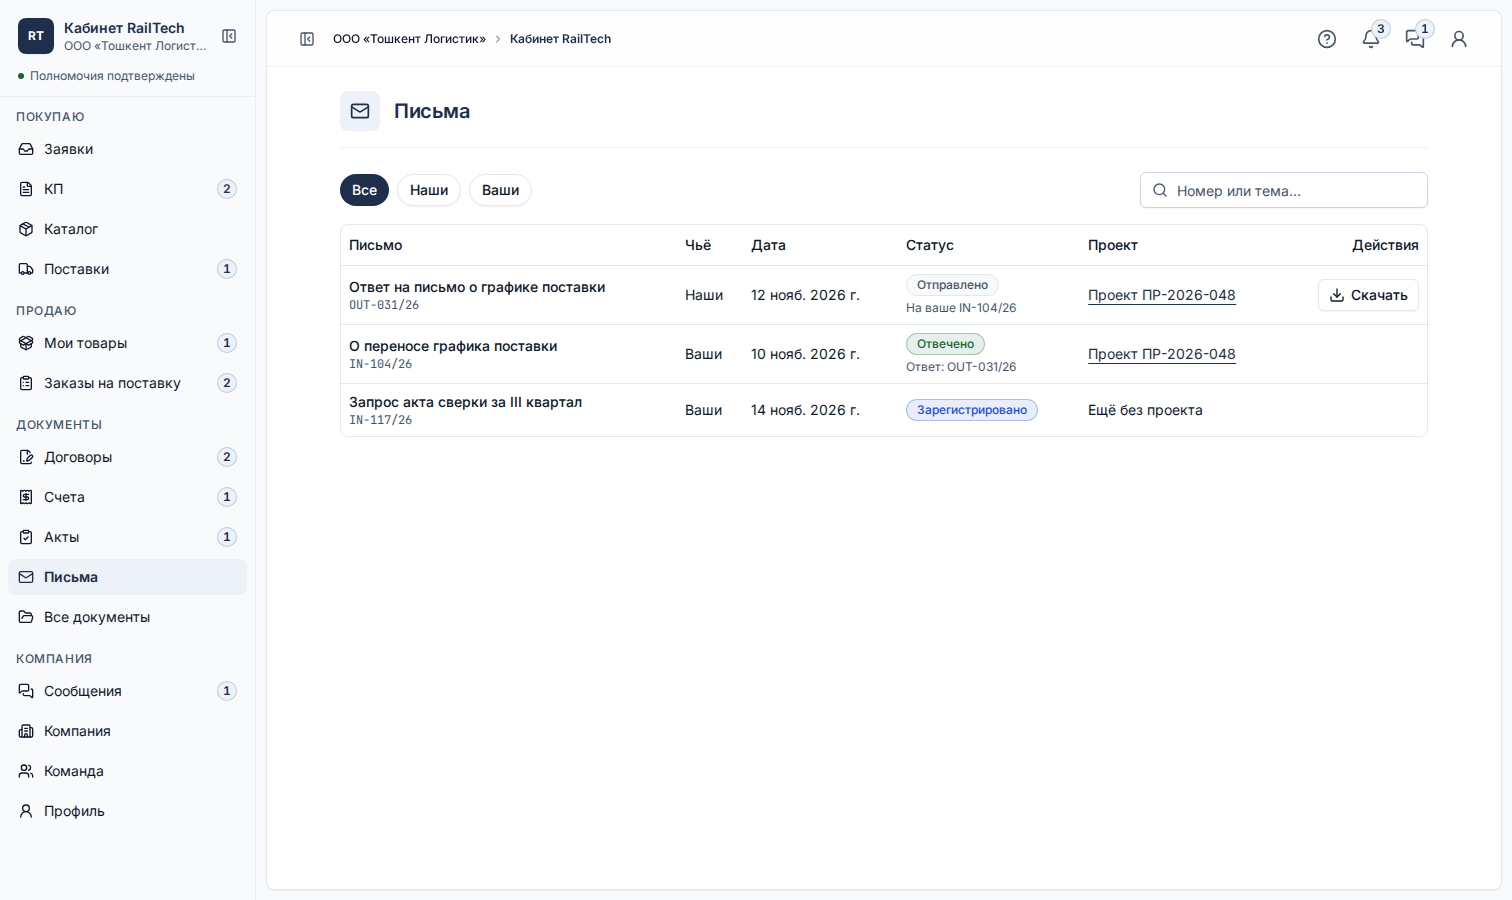 RT
Кабинет RailTech
ООО «Тошкент Логист...
Полномочия подтверждены
ПОКУПАЮ
Заявки
КП 2
Каталог
Поставки 1
ПРОДАЮ
Мои товары 1
Заказы на поставку 2
ДОКУМЕНТЫ
Договоры 2
Счета 1
Акты 1
Письма
Все документы
КОМПАНИЯ
Сообщения 1
Компания
Команда
Профиль
ООО «Тошкент Логистик» > Кабинет RailTech
3 1
Письма
Все Наши Ваши
Номер или тема...
Письмо Чьё Дата Статус Проект Действия
Ответ на письмо о графике поставки
OUT-031/26
Наши 12 нояб. 2026 г.
Отправлено
На ваше IN-104/26
Проект ПР-2026-048 Скачать
О переносе графика поставки
IN-104/26
Ваши 10 нояб. 2026 г.
Отвечено
Ответ: OUT-031/26
Проект ПР-2026-048
Запрос акта сверки за III квартал
IN-117/26
Ваши 14 нояб. 2026 г. Зарегистрировано Ещё без проекта